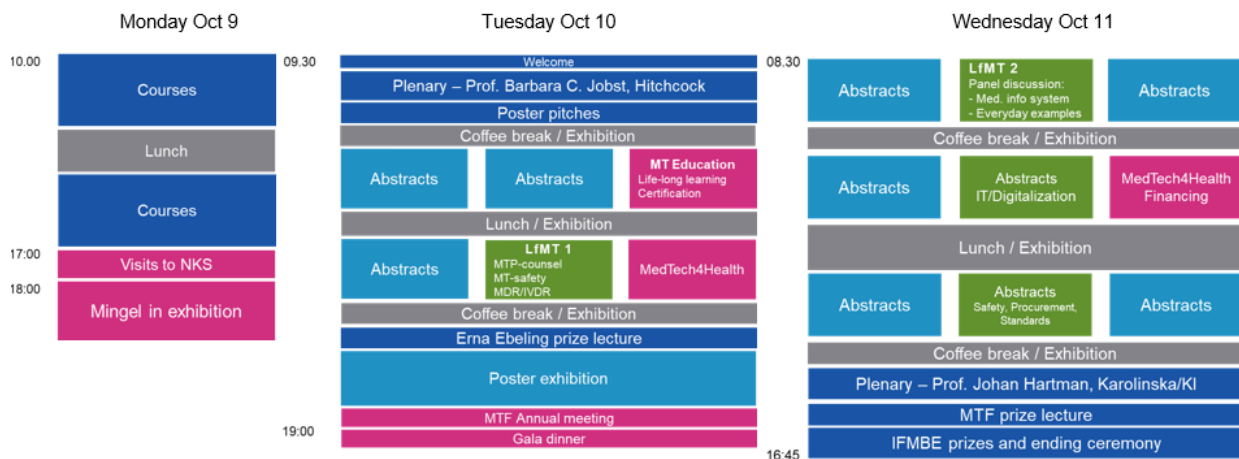 Monday Oct 9
10.00
Courses
Lunch
Courses
17:00
Visits to NKS
18:00
Mingel in exhibition
Tuesday Oct 10
09.30
Welcome
Plenary – Prof. Barbara C. Jobst, Hitchcock
Poster pitches
Coffee break / Exhibition
Abstracts
Abstracts
MT Education
Life-long learning
Certification
Lunch / Exhibition
Abstracts
LfMT 1
MTP-counsel
MT-safety
MDR/IVDR
MedTech4Health
Coffee break / Exhibition
Erna Ebeling prize lecture
Poster exhibition
MTF Annual meeting
19:00
Gala dinner
Wednesday Oct 11
08.30
Abstracts
LfMT 2
Panel discussion:
- Med. info system
- Everyday examples
Abstracts
Coffee break / Exhibition
Abstracts
Abstracts
IT/Digitalization
MedTech4Health
Financing
Lunch / Exhibition
Abstracts
Abstracts
Safety, Procurement,
Standards
Abstracts
Coffee break / Exhibition
Plenary – Prof. Johan Hartman, Karolinska/KI
MTF prize lecture
IFMBE prizes and ending ceremony
16:45